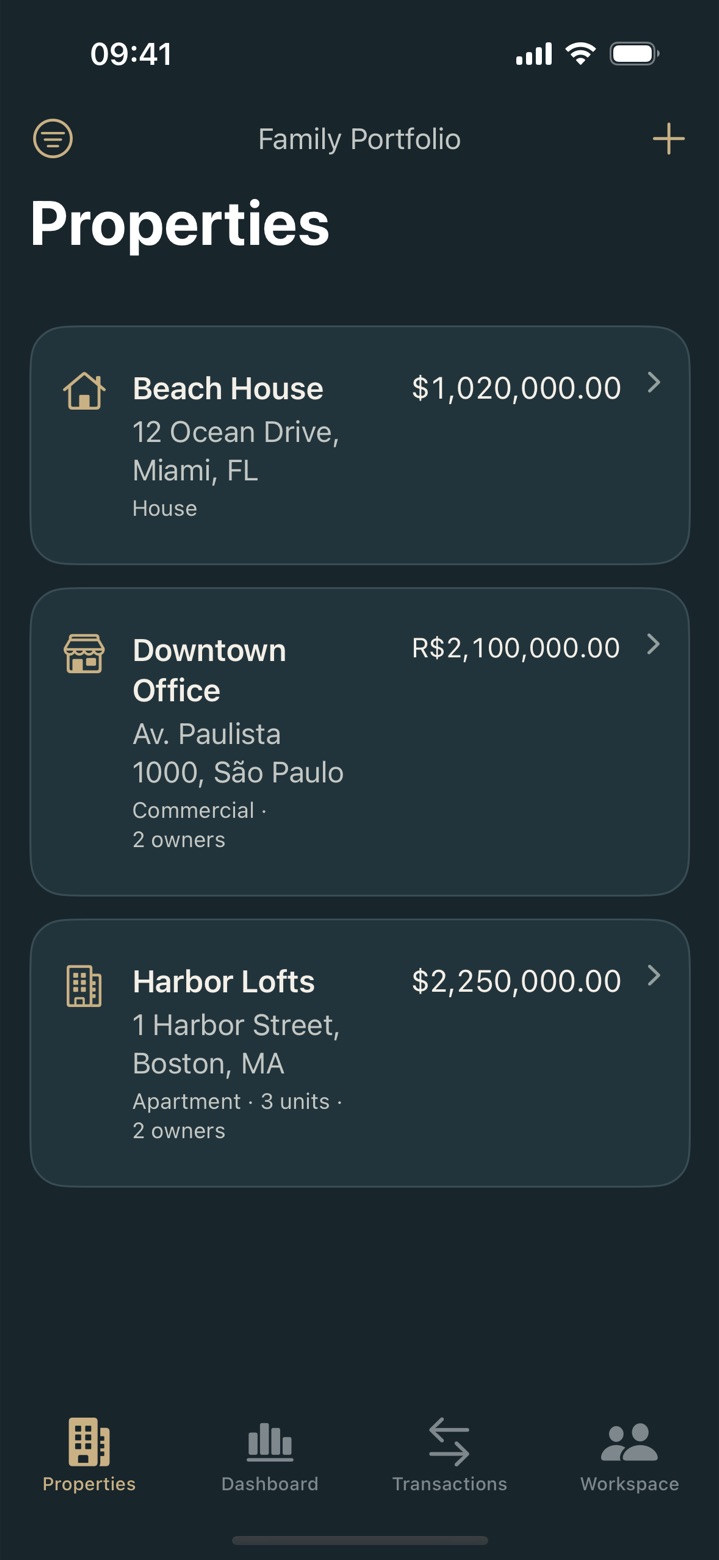 09:41
Family Portfolio
Properties
Beach House
$1,020,000.00
12 Ocean Drive,
Miami, FL
House
Downtown
Office
R$2,100,000.00
Av. Paulista
1000, São Paulo
Commercial ·
2 owners
Harbor Lofts
$2,250,000.00
1 Harbor Street,
Boston, MA
Apartment · 3 units ·
2 owners
Properties
Dashboard
Transactions
Workspace